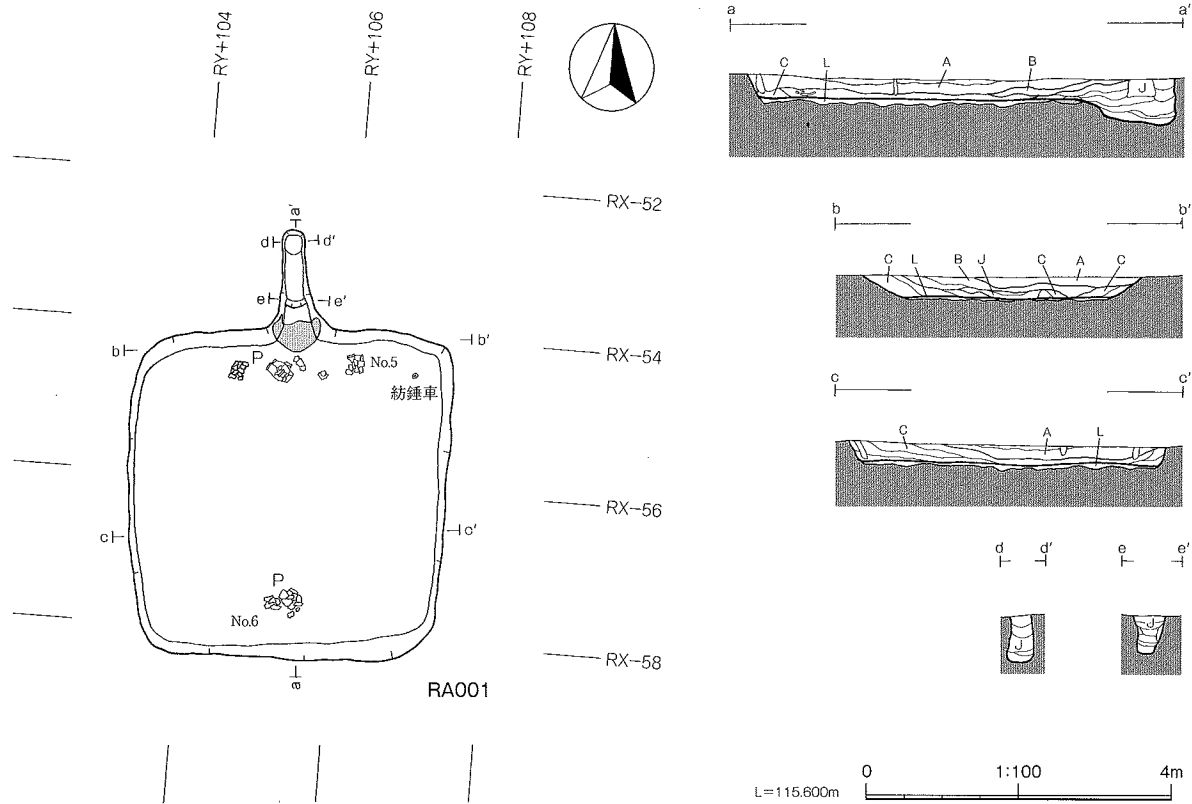 RY+104
RY+106
RY+108
RX-52
RX-54
RX-56
RX-58
a'
d d'
e e'
b b'
P
No.5
紡錘車
c c'
P
No.6
a
RA001
a a'
C L A B J
b b'
C L B J C A C
c c'
C A L
d d' e e'
J J
L=115.600m
0 1:100 4m